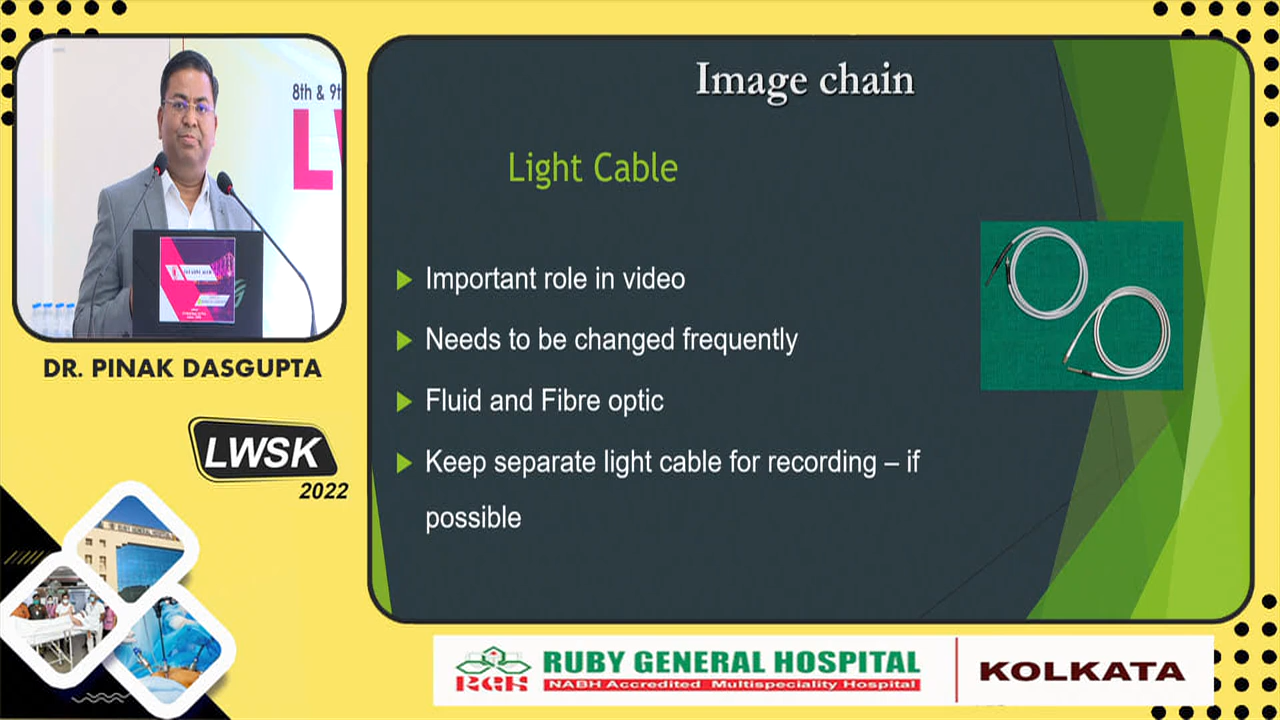 8th & 9t
DR. PINAK DASGUPTA
LWSK
2022
Image chain
Light Cable
Important role in video
Needs to be changed frequently
Fluid and Fibre optic
Keep separate light cable for recording – if
possible
RUBY GENERAL HOSPITAL
RGH
NABH Accredited Multispeciality Hospital
KOLKATA